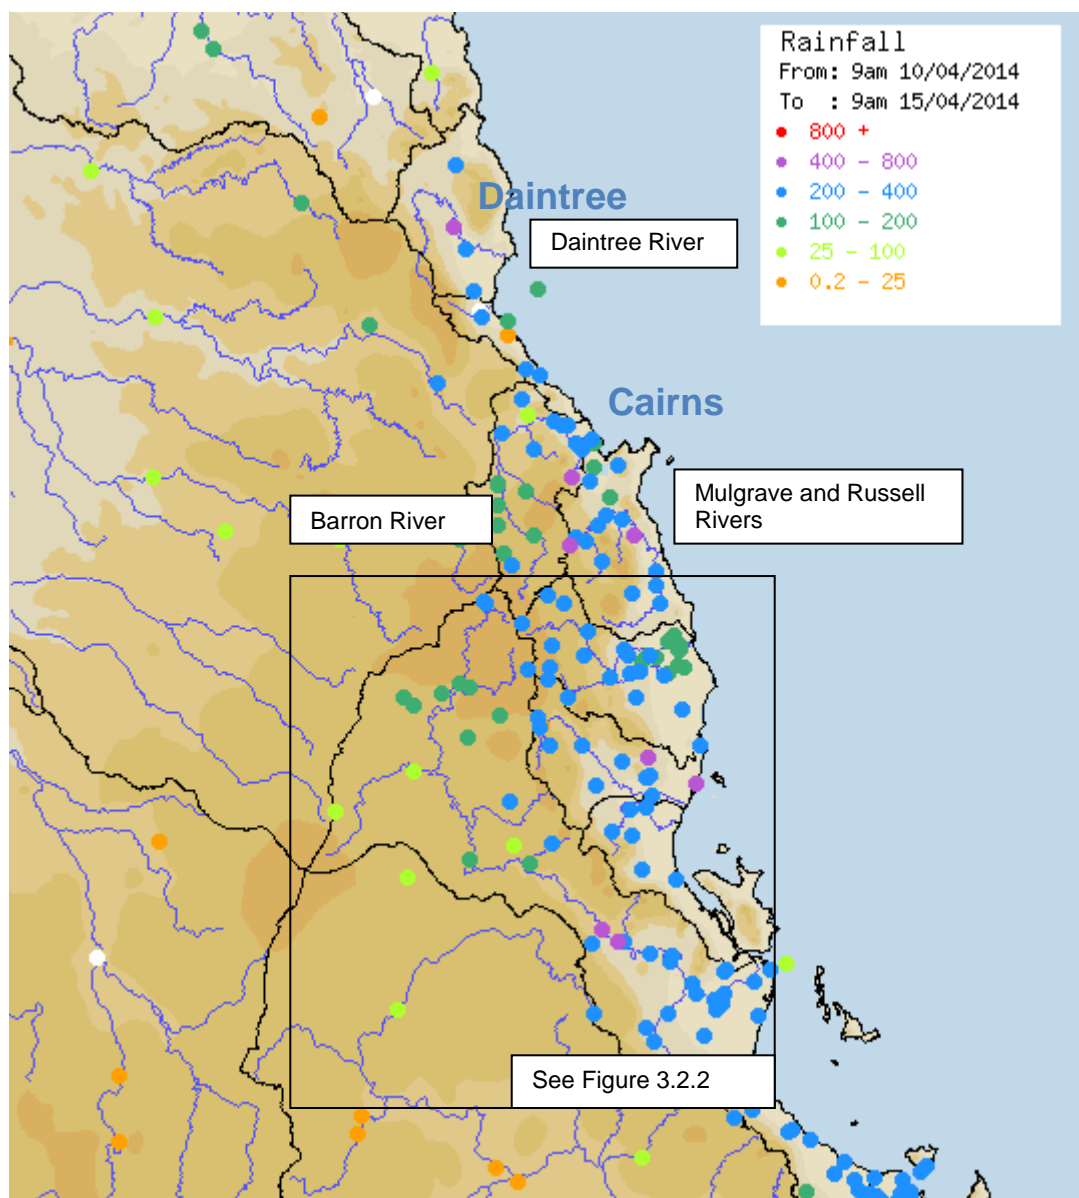 Rainfall
From: 9am 10/04/2014
To : 9am 15/04/2014
800 +
400 - 800
200 - 400
100 - 200
25 - 100
0.2 - 25
Daintree
Daintree River
Cairns
Mulgrave and Russell
Rivers
Barron River
See Figure 3.2.2